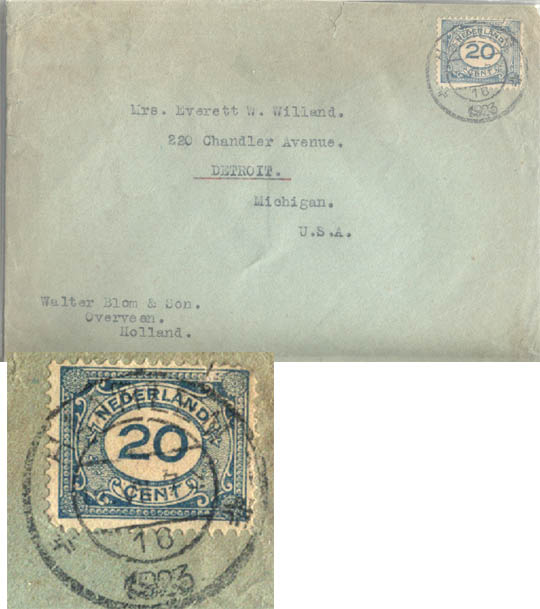 NEDERLAND
20
CENT
16
1923
Mrs. Everett W. Willand.
220 Chandler Avenue.
DETROIT.
Michigan.
U.S.A.
Walter Blom & Son.
Overveen.
Holland.
NEDERLAND
20
CENT
16
1923